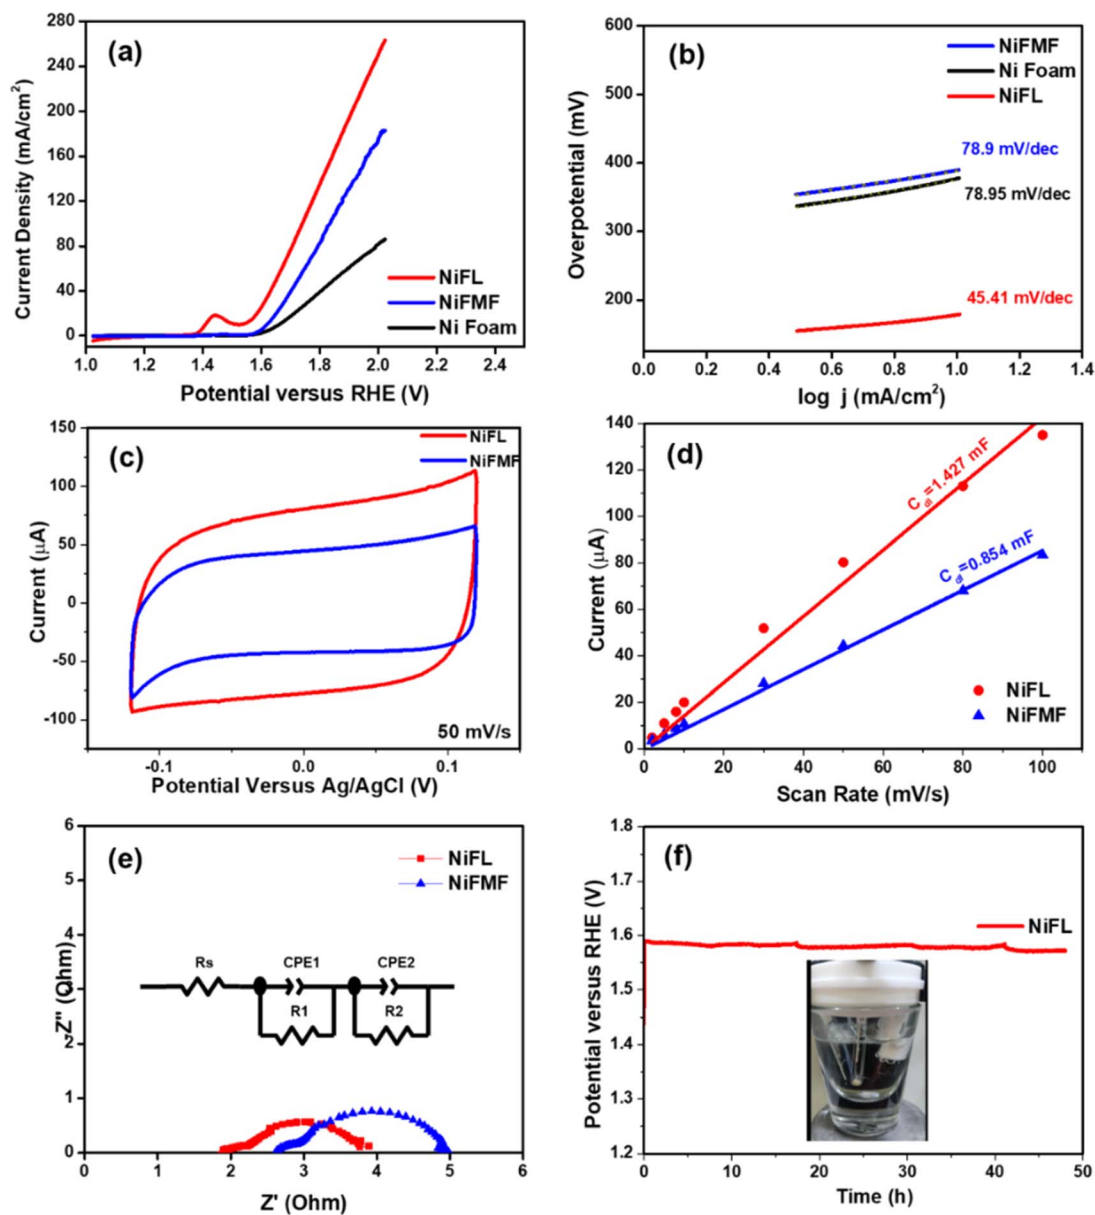 (a)
280
240
200
160
120
80
40
0
Current Density (mA/cm²)
NiFL
NiFMF
Ni Foam
1.0 1.2 1.4 1.6 1.8 2.0 2.2 2.4
Potential versus RHE (V)
(b)
600
500
400
300
200
Overpotential (mV)
NiFMF
Ni Foam
NiFL
78.9 mV/dec
78.95 mV/dec
45.41 mV/dec
0.0 0.2 0.4 0.6 0.8 1.0 1.2 1.4
log j (mA/cm²)
(c)
150
100
50
0
-50
-100
Current (μA)
NiFL
NiFMF
50 mV/s
-0.1 0.0 0.1
Potential Versus Ag/AgCl (V)
(d)
140
120
100
80
60
40
20
0
Current (μA)
Cdl=1.427 mF
Cdl=0.854 mF
NiFL
NiFMF
0 20 40 60 80 100
Scan Rate (mV/s)
(e)
6
5
4
3
2
1
0
Z" (Ohm)
NiFL
NiFMF
Rs
CPE1
CPE2
R1
R2
0 1 2 3 4 5 6
Z' (Ohm)
(f)
1.8
1.7
1.6
1.5
1.4
1.3
1.2
Potential versus RHE (V)
NiFL
0 10 20 30 40 50
Time (h)